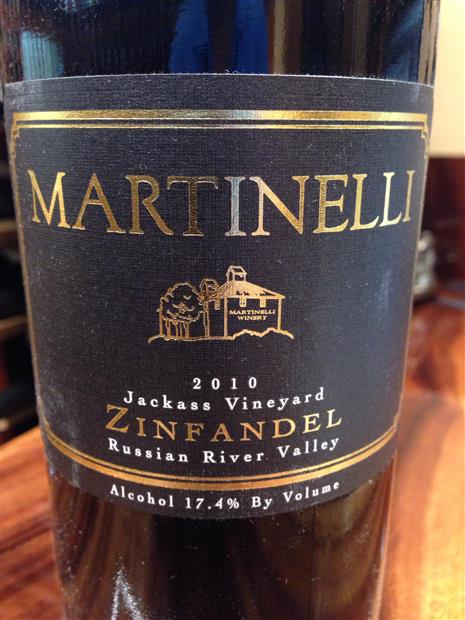 MARTINELLI
MARTINELLI
WINERY
2010
Jackass Vineyard
ZINFANDEL
Russian River Valley
Alcohol 17.4% By Volume